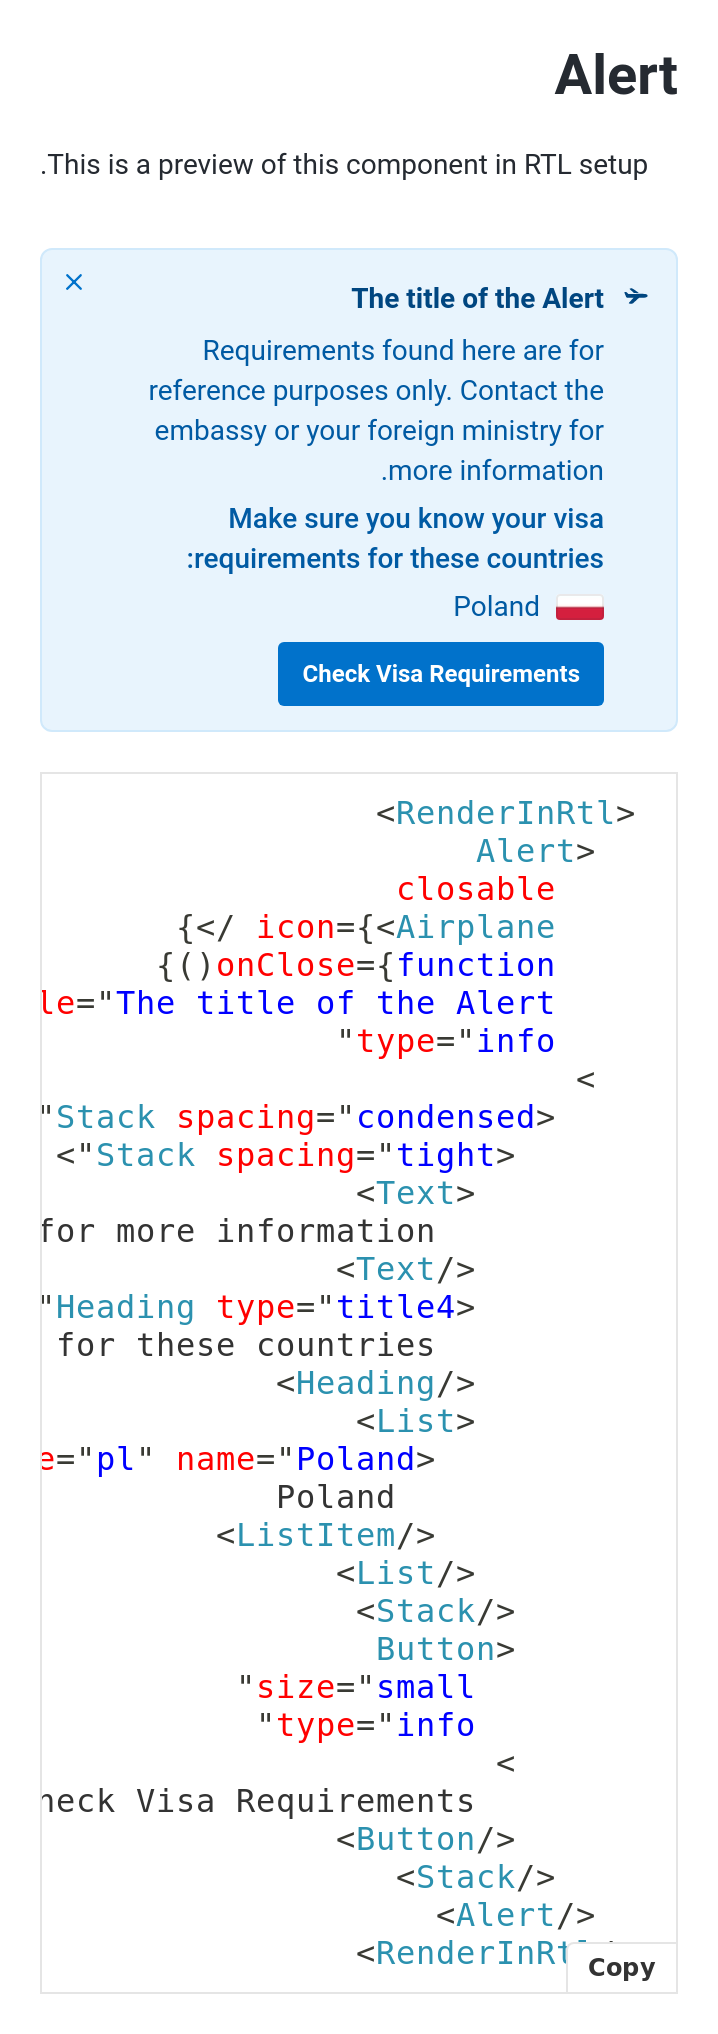 Alert
.This is a preview of this component in RTL setup
The title of the Alert
Requirements found here are for
reference purposes only. Contact the
embassy or your foreign ministry for
.more information
Make sure you know your visa
:requirements for these countries
Poland
Check Visa Requirements
<RenderInRtl>
Alert>
closable
{</ icon={<Airplane
{()onClose={function
="The title of the Alert
"type="info
<
"Stack spacing="condensed>
<"Stack spacing="tight>
<Text>
for more information
<Text/>
"Heading type="title4>
for these countries
<Heading/>
<List>
="pl" name="Poland>
Poland
<ListItem/>
<List/>
<Stack/>
Button>
"size="small
"type="info
<
Visa Requirements
<Button/>
<Stack/>
<Alert/>
Copy